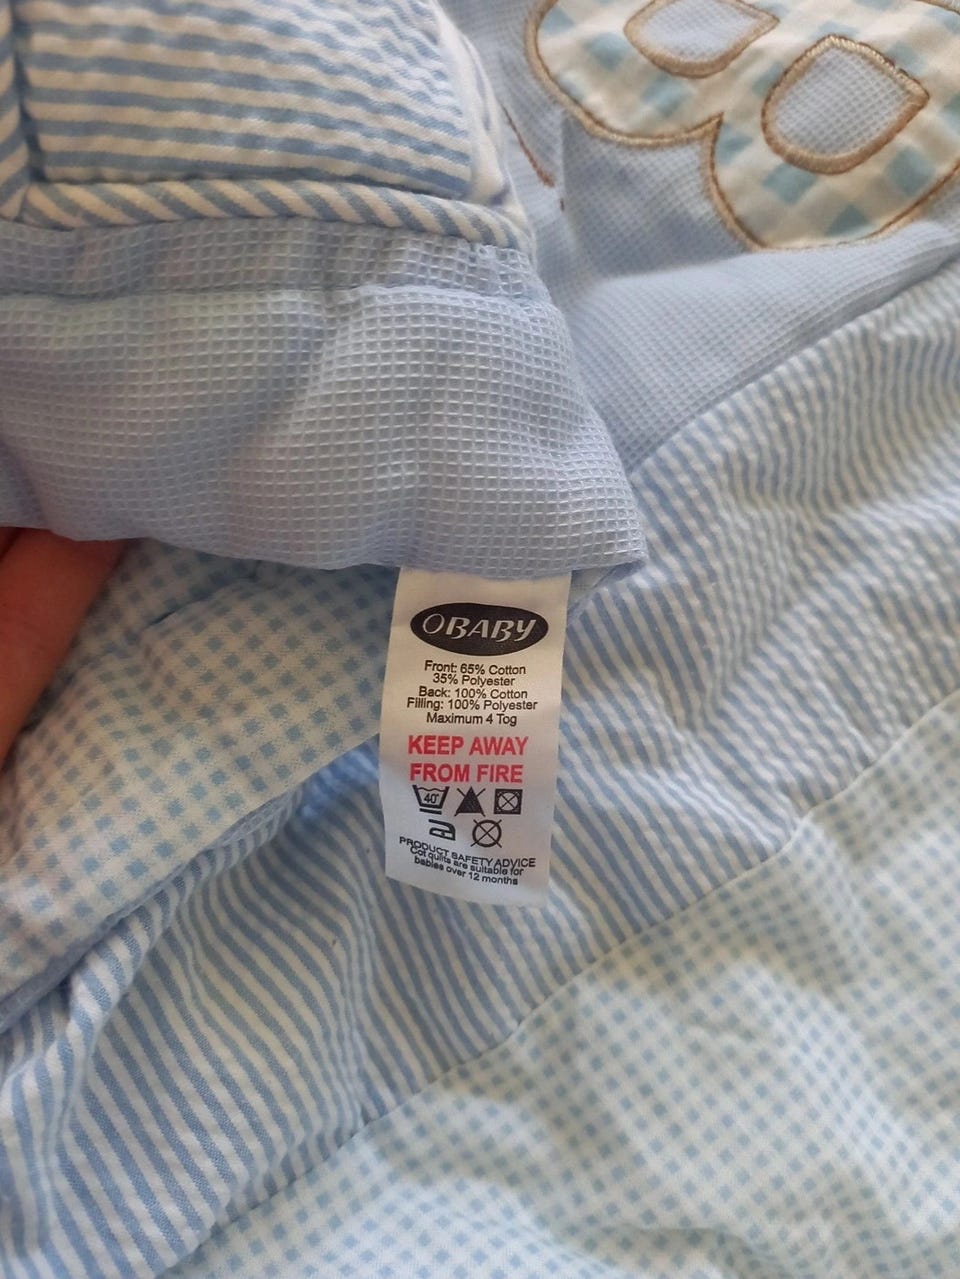 B
OBABY
Front: 65% Cotton
35% Polyester
Back: 100% Cotton
Filling: 100% Polyester
Maximum 4 Tog
KEEP AWAY
FROM FIRE
40°
PRODUCT SAFETY ADVICE
Cot quilts are suitable for
babies over 12 months